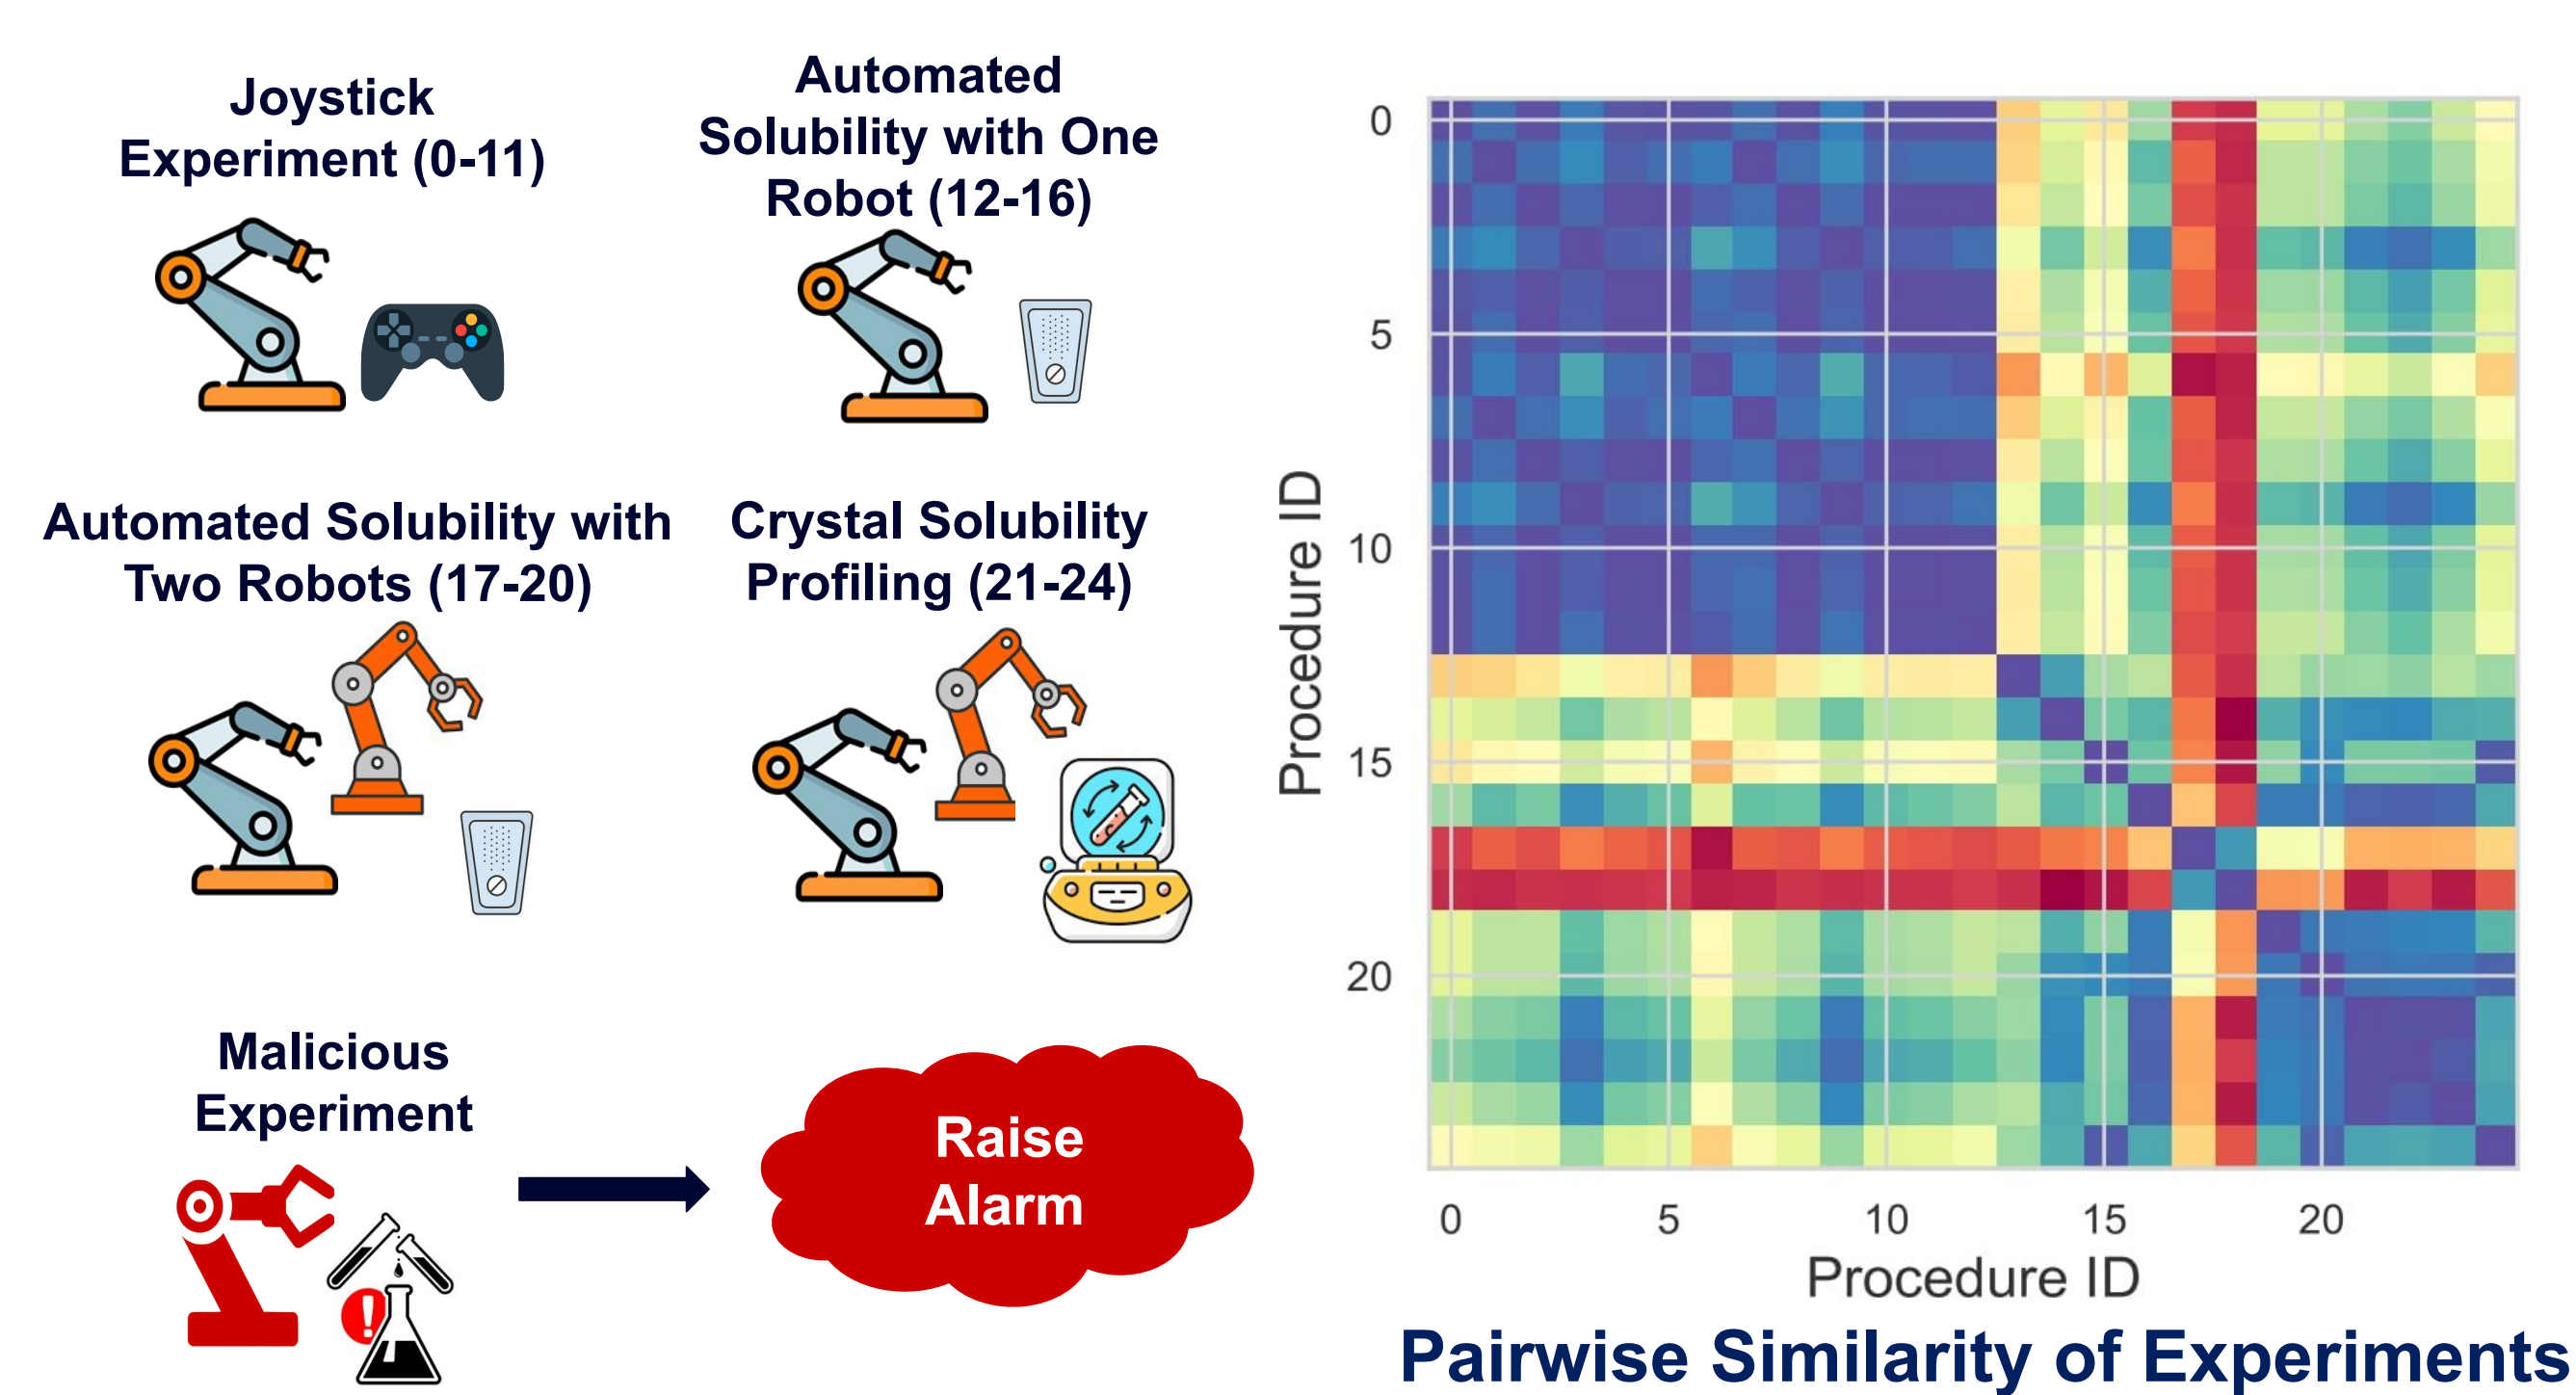 Joystick
Experiment (0-11)
Automated
Solubility with One
Robot (12-16)
Automated Solubility with
Two Robots (17-20)
Crystal Solubility
Profiling (21-24)
Malicious
Experiment
Raise
Alarm
Procedure ID
0
5
10
15
20
0
5
10
15
20
Procedure ID
Pairwise Similarity of Experiments